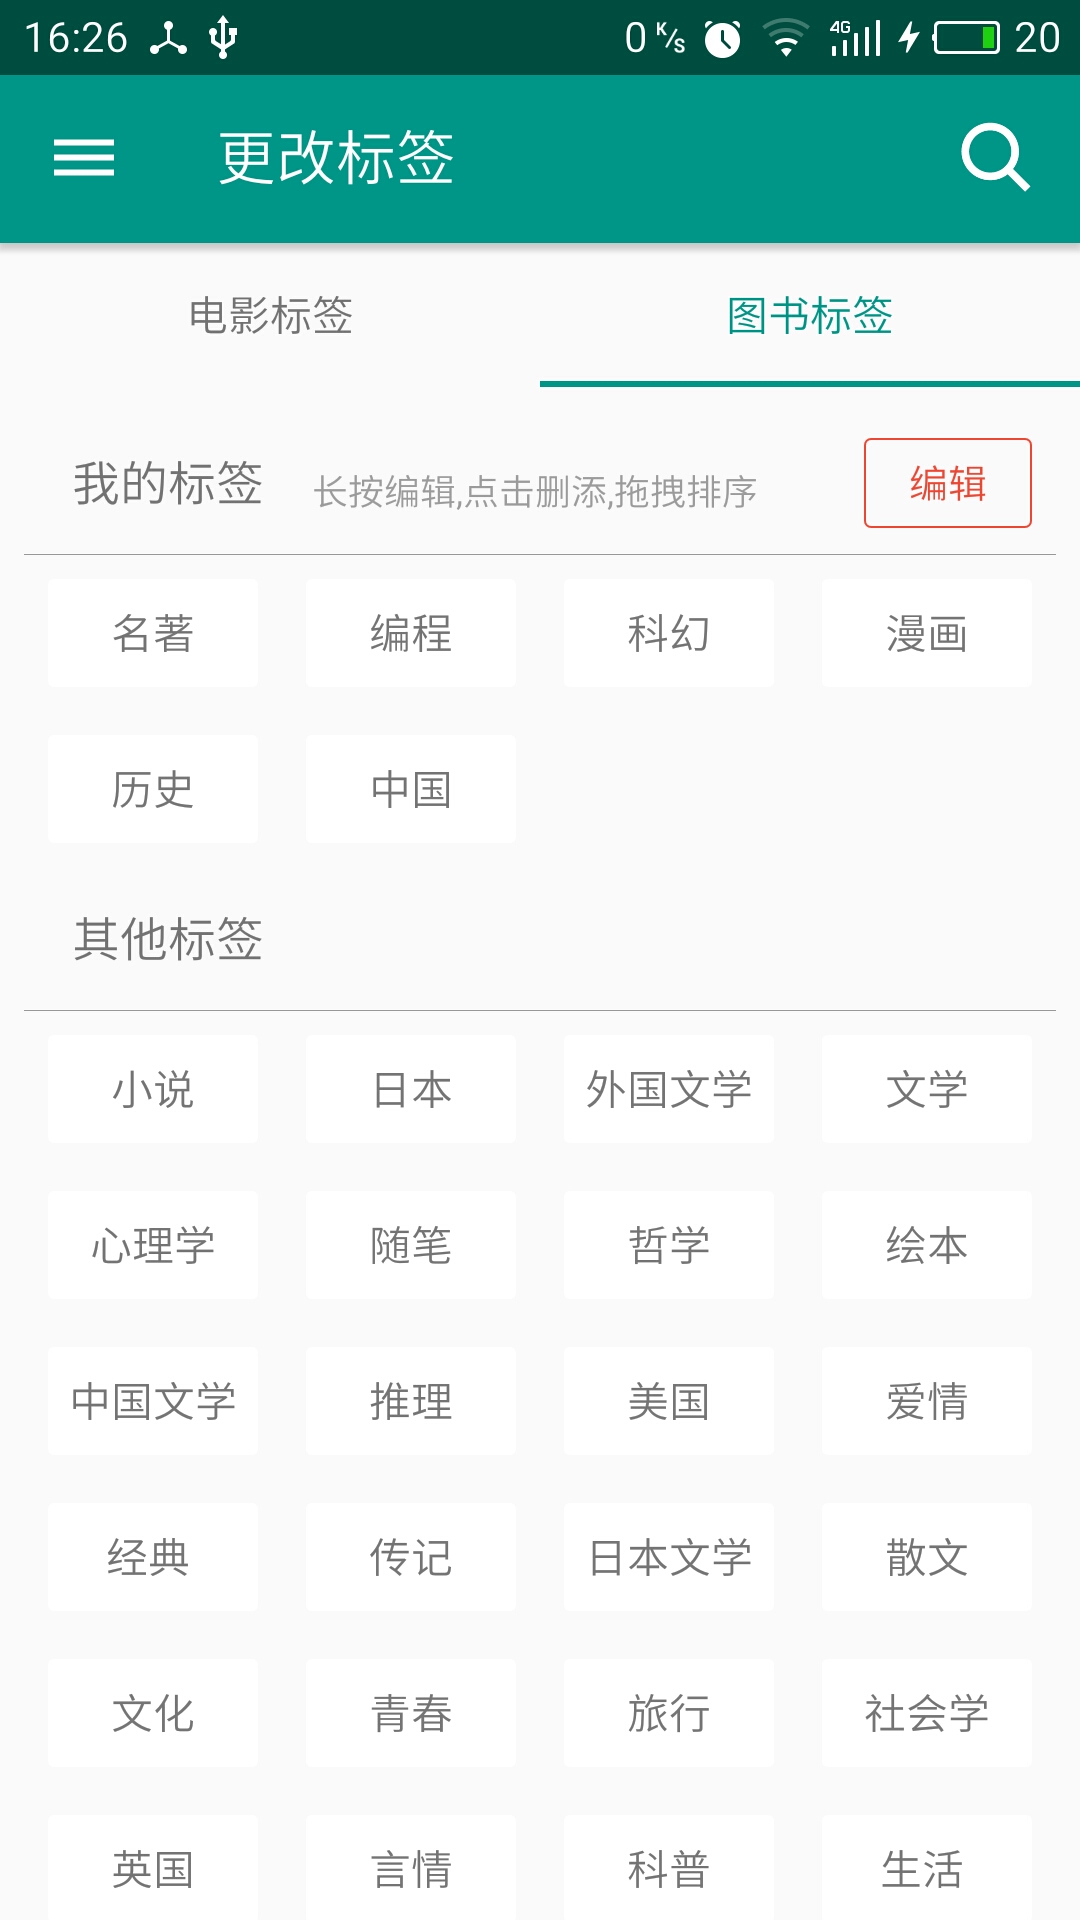 16:26 0 K/s 4G 20
更改标签
电影标签 图书标签
我的标签 长按编辑,点击删添,拖拽排序 编辑
名著 编程 科幻 漫画
历史 中国
其他标签
小说 日本 外国文学 文学
心理学 随笔 哲学 绘本
中国文学 推理 美国 爱情
经典 传记 日本文学 散文
文化 青春 旅行 社会学
英国 言情 科普 生活